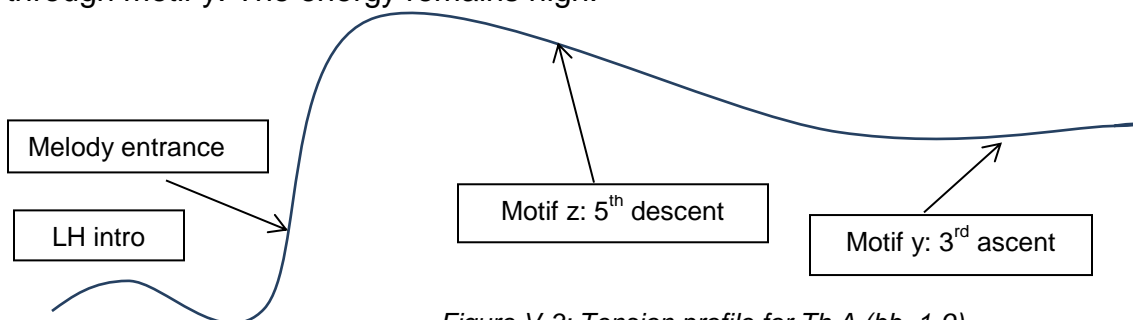 through motif y. The energy remains high.
Melody entrance
LH intro
Motif z: 5th descent
Motif y: 3rd ascent
Figure V-2: Tension profile for Th A (bb. 1-9)